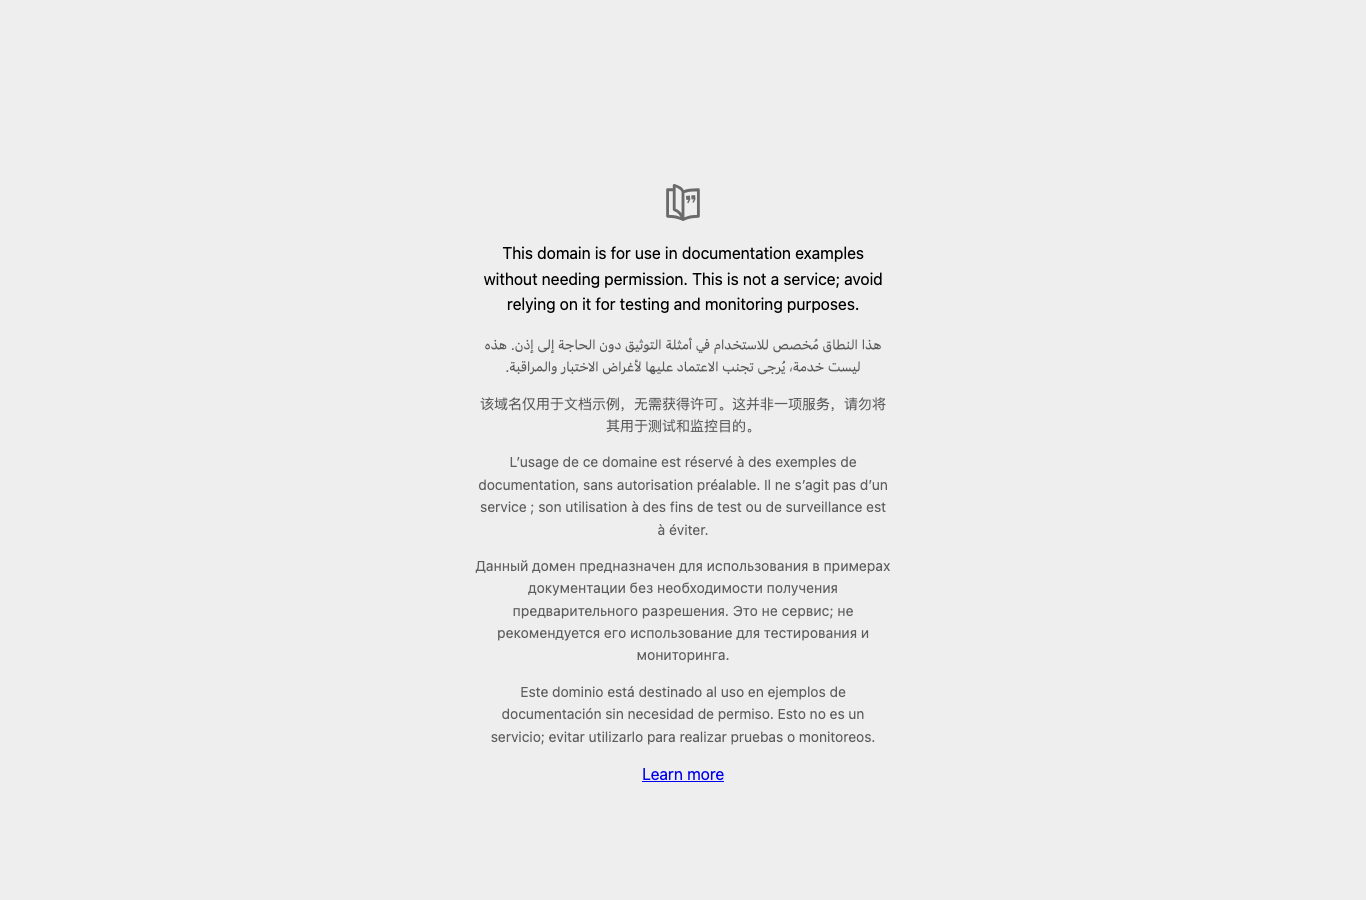 This domain is for use in documentation examples
without needing permission. This is not a service; avoid
relying on it for testing and monitoring purposes.
هذا النطاق مُخصص للاستخدام في أمثلة التوثيق دون الحاجة إلى إذن. هذه
ليست خدمة، يُرجى تجنب الاعتماد عليها لأغراض الاختبار والمراقبة.
该域名仅用于文档示例，无需获得许可。这并非一项服务，请勿将
其用于测试和监控目的。
L’usage de ce domaine est réservé à des exemples de
documentation, sans autorisation préalable. Il ne s’agit pas d’un
service ; son utilisation à des fins de test ou de surveillance est
à éviter.
Данный домен предназначен для использования в примерах
документации без необходимости получения
предварительного разрешения. Это не сервис; не
рекомендуется его использование для тестирования и
мониторинга.
Este dominio está destinado al uso en ejemplos de
documentación sin necesidad de permiso. Esto no es un
servicio; evitar utilizarlo para realizar pruebas o monitoreos.
Learn more